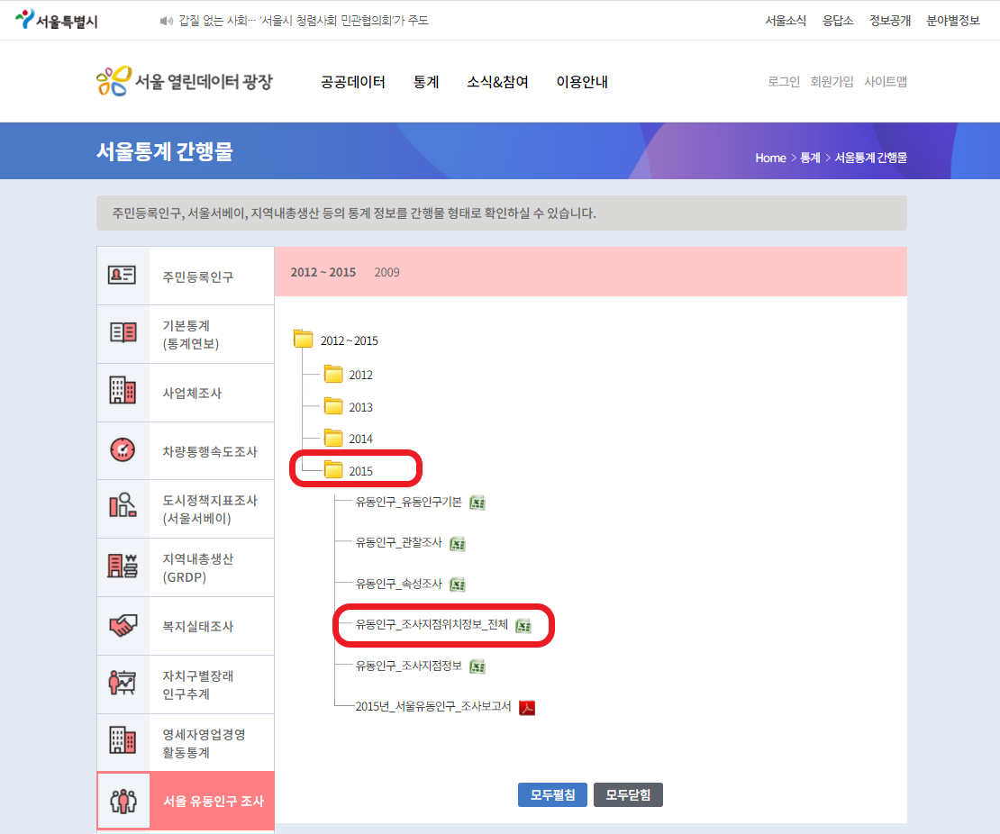 서울특별시
갑질 없는 사회… '서울시 청렴사회 민관협의회'가 주도
서울소식 응답소 정보공개 분야별정보
서울 열린데이터 광장
공공데이터 통계 소식&참여 이용안내
로그인 회원가입 사이트맵
서울통계 간행물
Home > 통계 > 서울통계 간행물
주민등록인구, 서울서베이, 지역내총생산 등의 통계 정보를 간행물 형태로 확인하실 수 있습니다.
주민등록인구
기본통계
(통계연보)
사업체조사
차량통행속도조사
도시정책지표조사
(서울서베이)
지역내총생산
(GRDP)
복지실태조사
자치구별장래
인구추계
영세자영업경영
활동통계
서울 유동인구 조사
2012 ~ 2015 2009
2012 ~ 2015
2012
2013
2014
2015
유동인구_유동인구기본
유동인구_관찰조사
유동인구_속성조사
유동인구_조사지점위치정보_전체
유동인구_조사지점정보
2015년_서울유동인구_조사보고서
모두펼침 모두닫힘